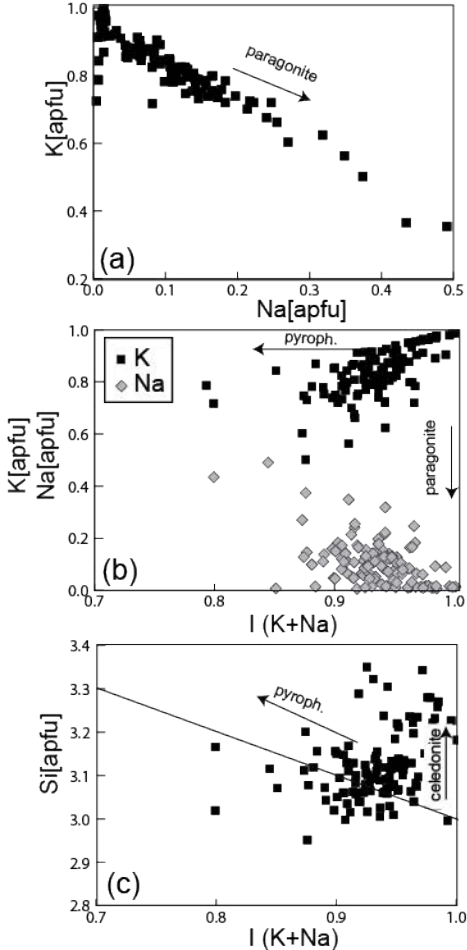 1.0
0.8
0.6
0.4
0.2
K[apfu]
paragonite
(a)
0.0 0.1 0.2 0.3 0.4 0.5
Na[apfu]
1.0
0.8
0.6
0.4
0.2
0.0
K[apfu]
Na[apfu]
K
Na
pyroph.
paragonite
(b)
0.7 0.8 0.9 1.0
I (K+Na)
3.4
3.3
3.2
3.1
3.0
2.9
2.8
Si[apfu]
pyroph.
celedonite
(c)
0.7 0.8 0.9 1.0
I (K+Na)